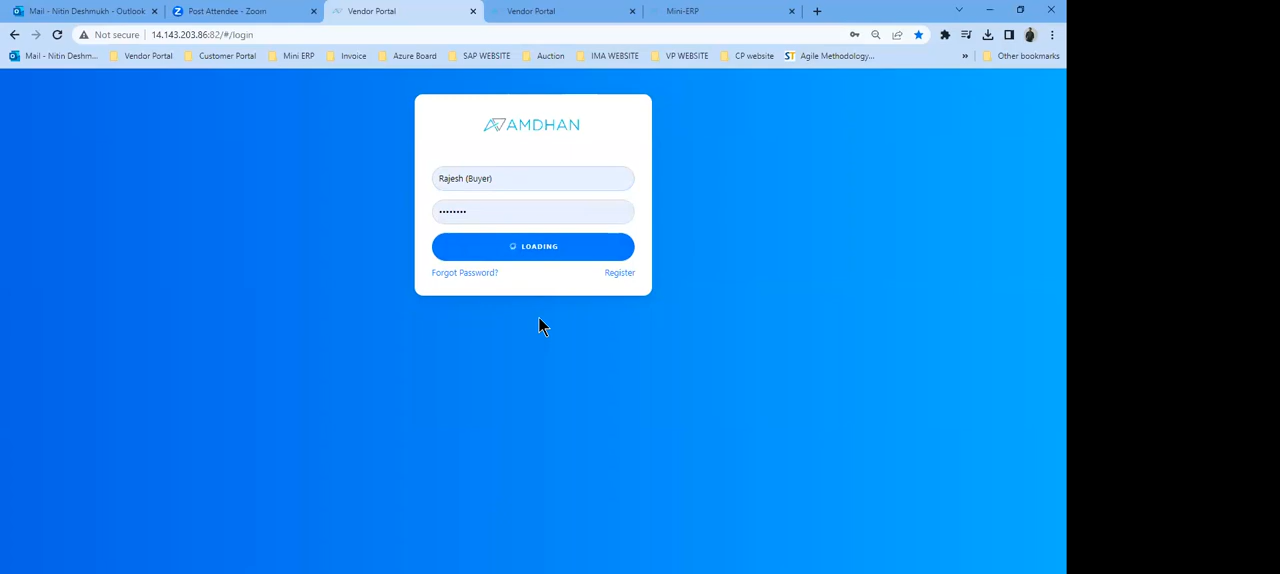 Mail - Nitin Deshmukh - Outlook
Post Attendee - Zoom
Vendor Portal
Vendor Portal
Mini-ERP
Not secure
14.143.203.86:82/#/login
Mail - Nitin Deshm...
Vendor Portal
Customer Portal
Mini ERP
Invoice
Azure Board
SAP WEBSITE
Auction
IMA WEBSITE
VP WEBSITE
CP website
ST Agile Methodology...
»
Other bookmarks
AMDHAN
Rajesh (Buyer)
••••••••
LOADING
Forgot Password?
Register